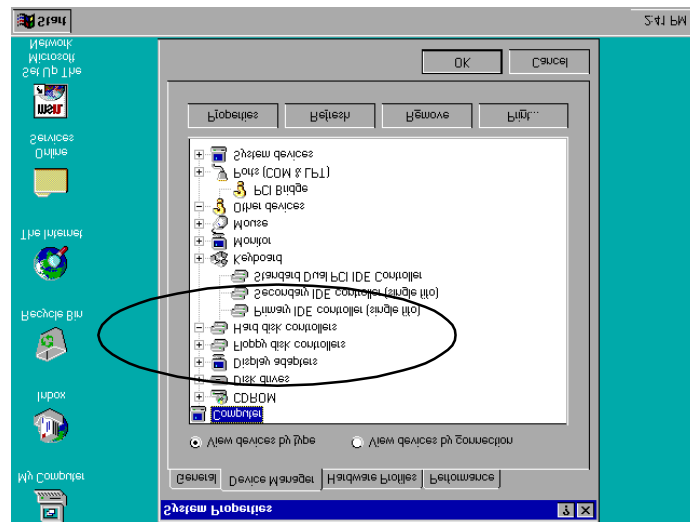 System Properties
General
Device Manager
Hardware Profiles
Performance
View devices by type
View devices by connection
Computer
CDROM
Disk drives
Display adapters
Floppy disk controllers
Hard disk controllers
Primary IDE controller (single fifo)
Secondary IDE controller (single fifo)
Standard Dual PCI IDE Controller
Keyboard
Monitor
Mouse
Other devices
PCI Bridge
Ports (COM & LPT)
System devices
Properties
Refresh
Remove
Print...
OK
Cancel
My Computer
Inbox
Recycle Bin
The Internet
Online
Services
msn
Set Up The
Microsoft
Network
Start
2:41 PM